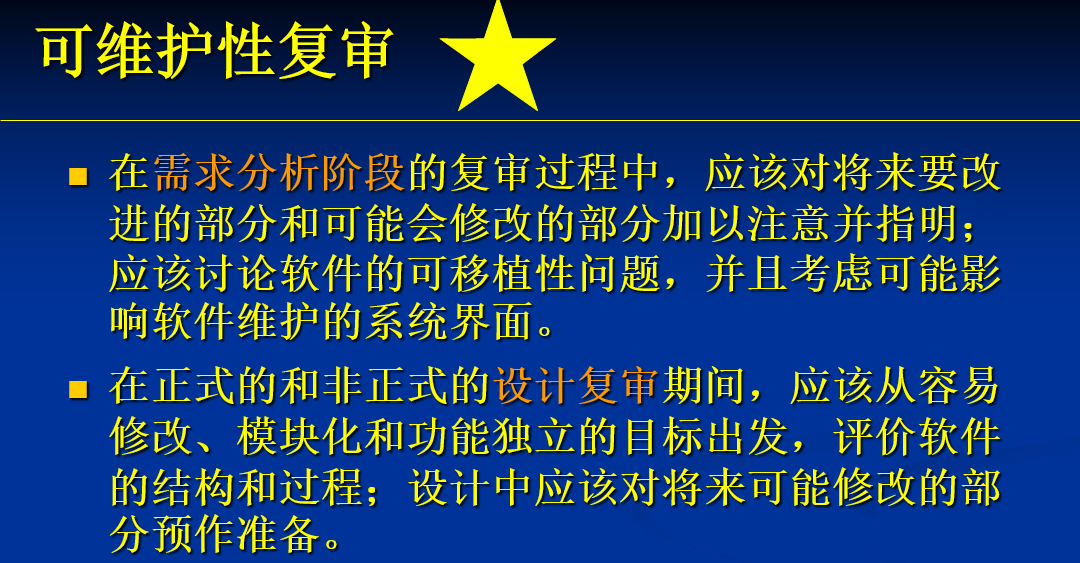 可维护性复审
在需求分析阶段的复审过程中，应该对将来要改
进的部分和可能会修改的部分加以注意并指明；
应该讨论软件的可移植性问题，并且考虑可能影
响软件维护的系统界面。
在正式的和非正式的设计复审期间，应该从容易
修改、模块化和功能独立的目标出发，评价软件
的结构和过程；设计中应该对将来可能修改的部
分预作准备。